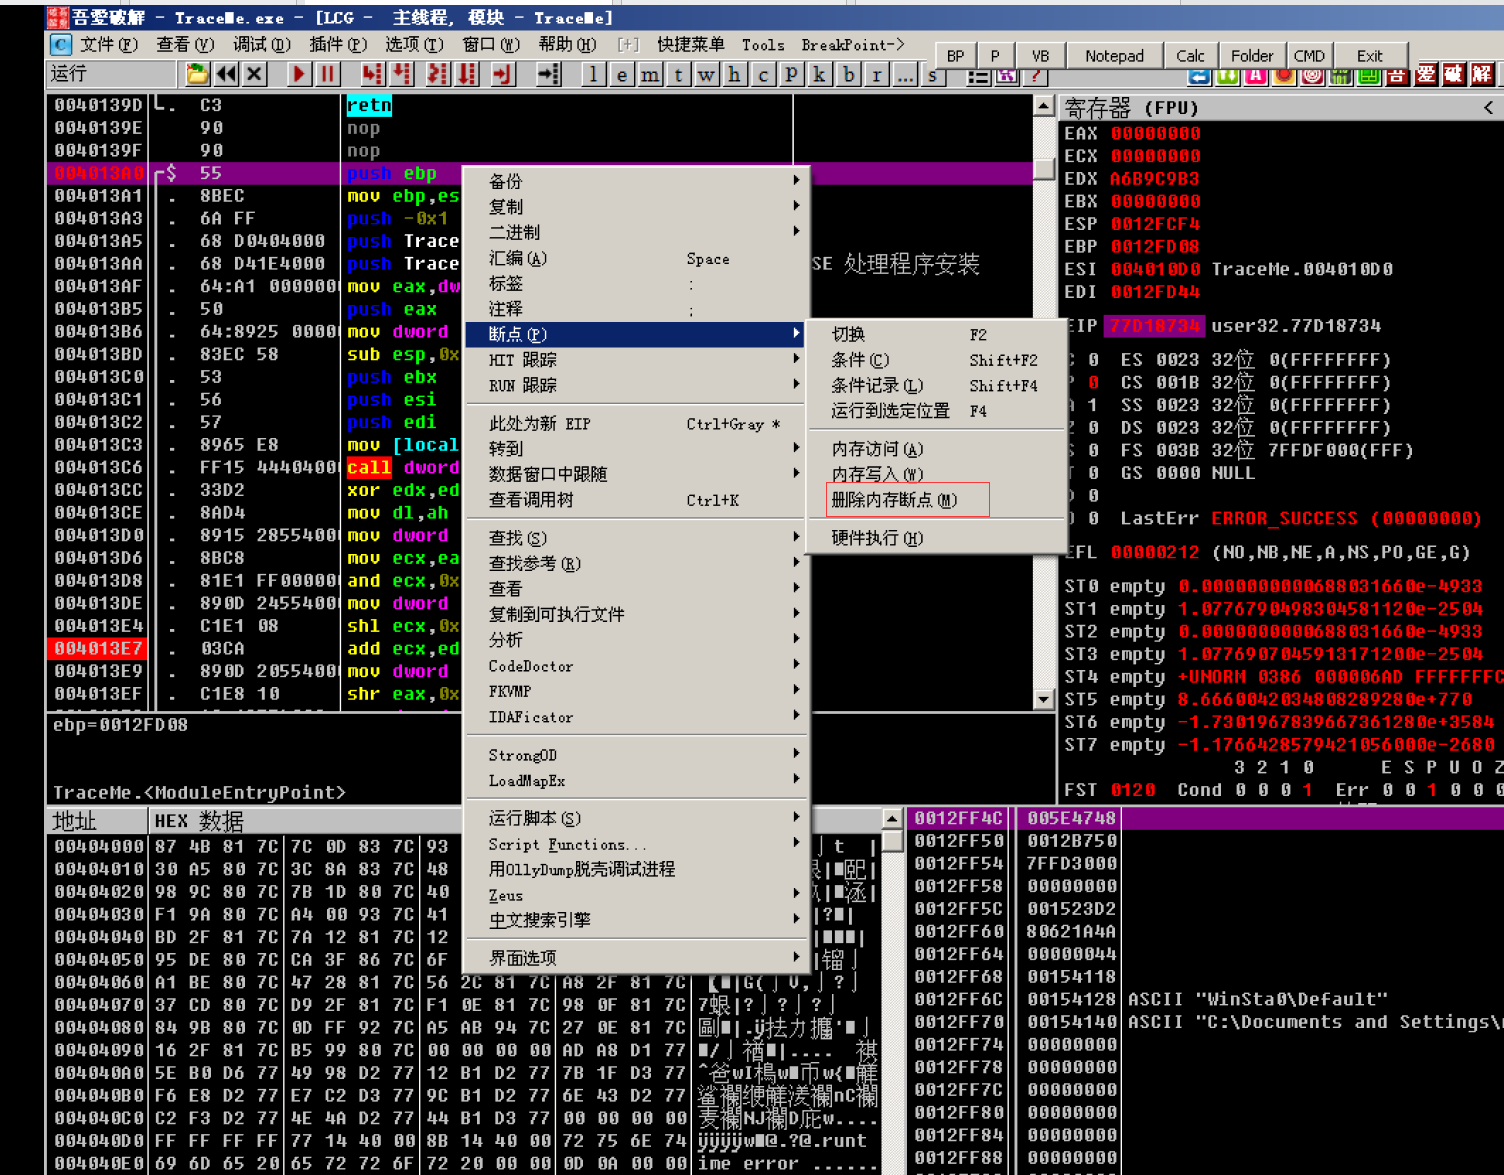 吾爱破解 - TraceMe.exe - [LCG - 主线程, 模块 - TraceMe]
文件(F) 查看(V) 调试(D) 插件(P) 选项(T) 窗口(W) 帮助(H) [+] 快捷菜单 Tools BreakPoint->
BP P VB Notepad Calc Folder CMD Exit
运行 l e m t w h c p k b r ... s
吾 爱 破 解
0040139D . C3 retn
0040139E 90 nop
0040139F 90 nop
004013A0 $ 55 push ebp
004013A1 . 8BEC mov ebp,es
004013A3 . 6A FF push -0x1
004013A5 . 68 D0404000 push Trace
004013AA . 68 D41E4000 push Trace SE 处理程序安装
004013AF . 64:A1 000000 mov eax,dw
004013B5 . 50 push eax
004013B6 . 64:8925 0000 mov dword
004013BD . 83EC 58 sub esp,0x
004013C0 . 53 push ebx
004013C1 . 56 push esi
004013C2 . 57 push edi
004013C3 . 8965 E8 mov [local
004013C6 . FF15 4440400 call dword
004013CC . 33D2 xor edx,ed
004013CE . 8AD4 mov dl,ah
004013D0 . 8915 2855400 mov dword
004013D6 . 8BC8 mov ecx,ea
004013D8 . 81E1 FF00000 and ecx,0x
004013DE . 890D 2455400 mov dword
004013E4 . C1E1 08 shl ecx,0x
004013E7 . 03CA add ecx,ed
004013E9 . 890D 2055400 mov dword
004013EF . C1E8 10 shr eax,0x
ebp=0012FD08
TraceMe.<ModuleEntryPoint>
备份
复制
二进制
汇编(A) Space
标签 :
注释 ;
断点(P)
HIT 跟踪
RUN 跟踪
此处为新 EIP Ctrl+Gray *
转到
数据窗口中跟随
查看调用树 Ctrl+K
查找(S)
查找参考(R)
查看
复制到可执行文件
分析
CodeDoctor
FKVMP
IDAFicator
StrongOD
LoadMapEx
运行脚本(S)
Script Functions...
用OllyDump脱壳调试进程
Zeus
中文搜索引擎
界面选项
切换 F2
条件(C) Shift+F2
条件记录(L) Shift+F4
运行到选定位置 F4
内存访问(A)
内存写入(W)
删除内存断点(M)
硬件执行(H)
寄存器 (FPU) <
EAX 00000000
ECX 00000000
EDX A6B9C9B3
EBX 00000000
ESP 0012FCF4
EBP 0012FD08
ESI 004010D0 TraceMe.004010D0
EDI 0012FD44
EIP 77D18734 user32.77D18734
C 0 ES 0023 32位 0(FFFFFFFF)
P 0 CS 001B 32位 0(FFFFFFFF)
A 1 SS 0023 32位 0(FFFFFFFF)
Z 0 DS 0023 32位 0(FFFFFFFF)
S 0 FS 003B 32位 7FFDF000(FFF)
T 0 GS 0000 NULL
D 0
O 0 LastErr ERROR_SUCCESS (00000000)
EFL 00000212 (NO,NB,NE,A,NS,PO,GE,G)
ST0 empty 0.0000000000688031660e-4933
ST1 empty 1.0776790498304581120e-2504
ST2 empty 0.0000000000688031660e-4933
ST3 empty 1.0776907045913171200e-2504
ST4 empty +UNORM 0386 000006AD FFFFFFFC
ST5 empty 8.6660042034808289280e+770
ST6 empty -1.7301967839667361280e+3584
ST7 empty -1.1766428579421056000e-2680
3 2 1 0 E S P U O Z
FST 0120 Cond 0 0 0 1 Err 0 0 1 0 0 0
地址 HEX 数据
00404000 87 4B 81 7C 7C 0D 83 7C 93
00404010 30 A5 80 7C 3C 8A 83 7C 48
00404020 98 9C 80 7C 7B 1D 80 7C 40
00404030 F1 9A 80 7C A4 00 93 7C 41
00404040 BD 2F 81 7C 7A 12 81 7C 12
00404050 95 DE 80 7C CA 3F 86 7C 6F
00404060 A1 BE 80 7C 47 28 81 7C 56 2C 81 7C A8 2F 81 7C
00404070 37 CD 80 7C D9 2F 81 7C F1 0E 81 7C 98 0F 81 7C
00404080 84 9B 80 7C 0D FF 92 7C A5 AB 94 7C 27 0E 81 7C
00404090 16 2F 81 7C B5 99 80 7C 00 00 00 00 AD A8 D1 77
004040A0 5E B0 D6 77 49 98 D2 77 12 B1 D2 77 7B 1F D3 77
004040B0 F6 E8 D2 77 E7 C2 D3 77 9C B1 D2 77 6E 43 D2 77
004040C0 C2 F3 D2 77 4E 4A D2 77 44 B1 D3 77 00 00 00 00
004040D0 FF FF FF FF 77 14 40 00 8B 14 40 00 72 75 6E 74 .runt
004040E0 69 6D 65 20 65 72 72 6F 72 20 00 00 0D 0A 00 00 ime error ......
0012FF4C 005E4748
0012FF50 0012B750
0012FF54 7FFD3000
0012FF58 00000000
0012FF5C 001523D2
0012FF60 80621A4A
0012FF64 00000044
0012FF68 00154118
0012FF6C 00154128 ASCII "WinSta0\Default"
0012FF70 00154140 ASCII "C:\Documents and Settings\
0012FF74 00000000
0012FF78 00000000
0012FF7C 00000000
0012FF80 00000000
0012FF84 00000000
0012FF88 00000000